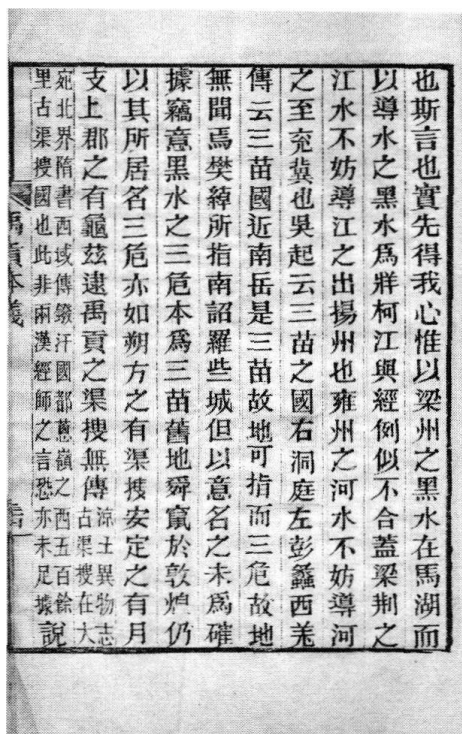 也斯言也實先得我心惟以梁州之黑水在馬湖而
以導水之黑水爲牂柯江與經例似不合蓋梁荆之
江水不妨導江之出揚州也雍州之河水不妨導河
之至兖冀也吳起云三苗之國右洞庭左彭蠡西羌
傳云三苗國近南岳是三苗故地可指而三危故地
無聞焉樊綽所指南詔羅些城但以意名之未爲確
據竊意黑水之三危本爲三苗舊地舜竄於敦煌仍
以其所居名三危亦如朔方之有渠搜安定之有月
支上郡之有龜玆逮禹貢之渠搜無傳涼土異物志
古渠搜在大
宛北界隋書西域傳鏺汗國都蔥嶺之西五百餘
里古渠搜國也此非兩漢經師之言恐亦未足據說
禹貢本義